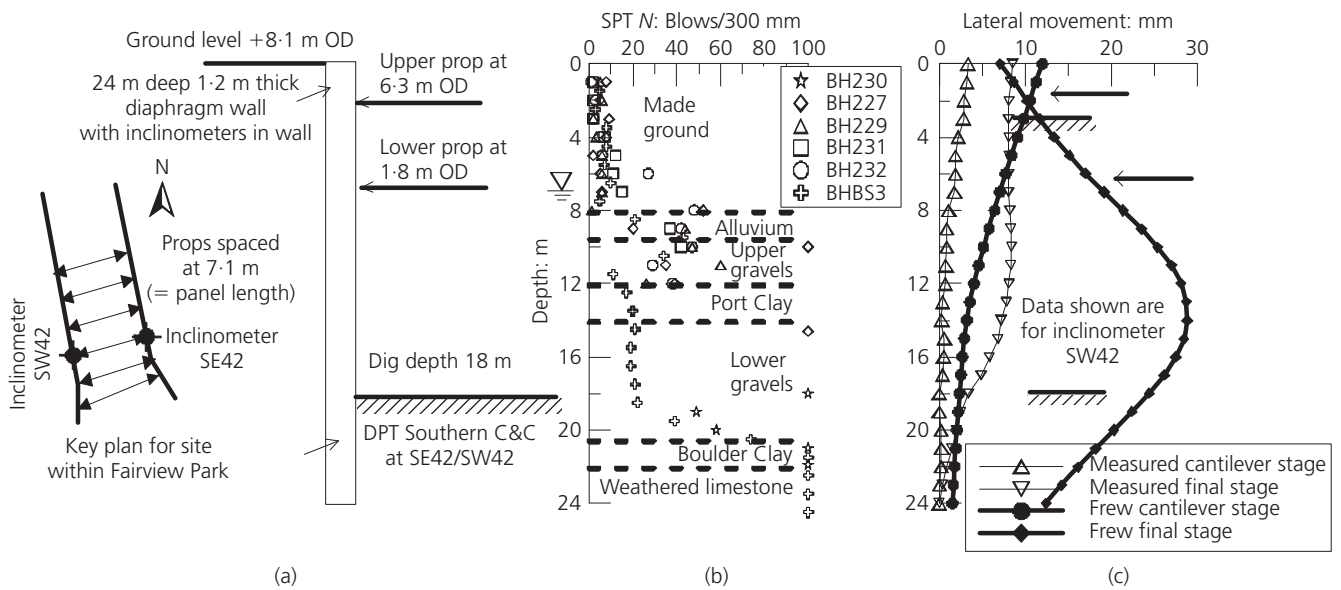 Ground level +8·1 m OD
24 m deep 1·2 m thick
diaphragm wall
with inclinometers in wall
Upper prop at
6·3 m OD
Lower prop at
1·8 m OD
N
Props spaced
at 7·1 m
(= panel length)
Inclinometer
SW42
Inclinometer
SE42
Dig depth 18 m
DPT Southern C&C
at SE42/SW42
Key plan for site
within Fairview Park
(a)
SPT N: Blows/300 mm
0 20 40 60 80 100
Depth: m
0
4
8
12
16
20
24
Made
ground
Alluvium
Upper
gravels
Port Clay
Lower
gravels
Boulder Clay
Weathered limestone
BH230
BH227
BH229
BH231
BH232
BHBS3
(b)
Lateral movement: mm
0 10 20 30
0
4
8
12
16
20
24
Data shown are
for inclinometer
SW42
Measured cantilever stage
Measured final stage
Frew cantilever stage
Frew final stage
(c)